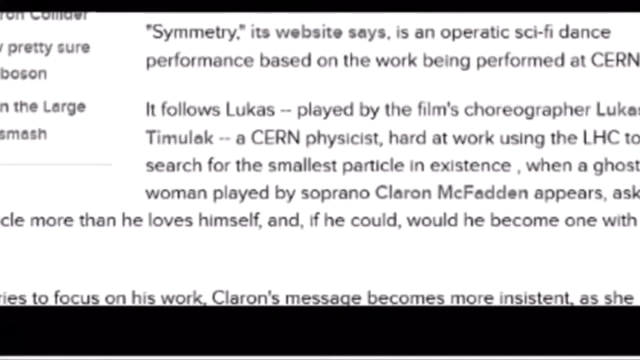 ron Collider
y pretty sure
boson
n the Large
smash
"Symmetry," its website says, is an operatic sci-fi dance
performance based on the work being performed at CERN
It follows Lukas -- played by the film's choreographer Lukas
Timulak -- a CERN physicist, hard at work using the LHC to
search for the smallest particle in existence , when a ghost
woman played by soprano Claron McFadden appears, ask
cle more than he loves himself, and, if he could, would he become one with
ries to focus on his work, Claron's message becomes more insistent, as she